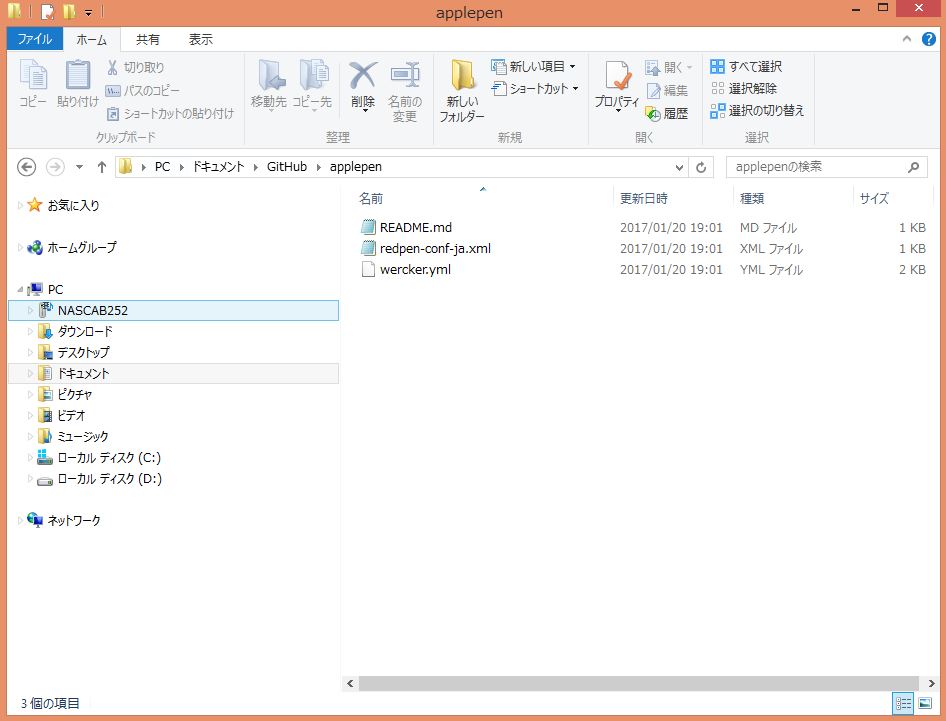 applepen
ファイル ホーム 共有 表示
コピー 貼り付け 切り取り パスのコピー ショートカットの貼り付け
クリップボード
移動先 コピー先 削除 名前の変更
整理
新しいフォルダー 新しい項目 ショートカット
新規
プロパティ 開く 編集 履歴
開く
すべて選択 選択解除 選択の切り替え
選択
PC ドキュメント GitHub applepen
applepenの検索
お気に入り
ホームグループ
PC
NASCAB252
ダウンロード
デスクトップ
ドキュメント
ピクチャ
ビデオ
ミュージック
ローカル ディスク (C:)
ローカル ディスク (D:)
ネットワーク
名前 更新日時 種類 サイズ
README.md 2017/01/20 19:01 MD ファイル 1 KB
redpen-conf-ja.xml 2017/01/20 19:01 XML ファイル 1 KB
wercker.yml 2017/01/20 19:01 YML ファイル 2 KB
3 個の項目